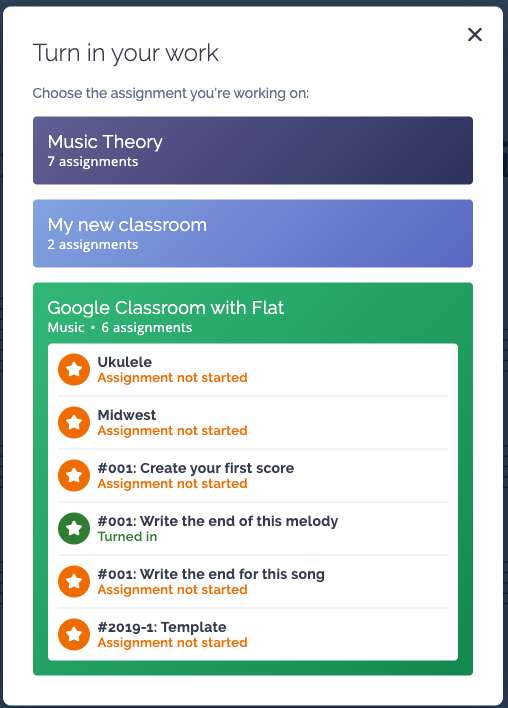 Turn in your work
Choose the assignment you're working on:
Music Theory
7 assignments
My new classroom
2 assignments
Google Classroom with Flat
Music • 6 assignments
Ukulele
Assignment not started
Midwest
Assignment not started
#001: Create your first score
Assignment not started
#001: Write the end of this melody
Turned in
#001: Write the end for this song
Assignment not started
#2019-1: Template
Assignment not started